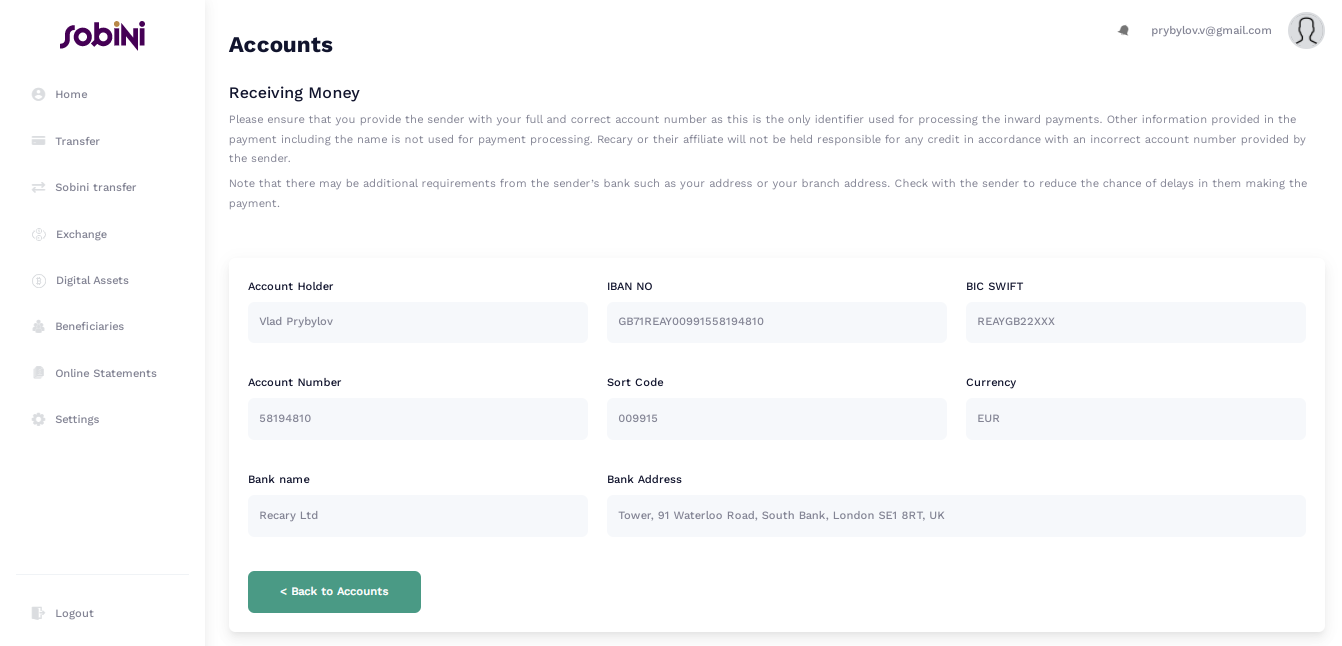 sobini
Home
Transfer
Sobini transfer
Exchange
Digital Assets
Beneficiaries
Online Statements
Settings
Logout
prybylov.v@gmail.com
Accounts
Receiving Money
Please ensure that you provide the sender with your full and correct account number as this is the only identifier used for processing the inward payments. Other information provided in the
payment including the name is not used for payment processing. Recary or their affiliate will not be held responsible for any credit in accordance with an incorrect account number provided by
the sender.
Note that there may be additional requirements from the sender's bank such as your address or your branch address. Check with the sender to reduce the chance of delays in them making the
payment.
Account Holder
Vlad Prybylov
IBAN NO
GB71REAY00991558194810
BIC SWIFT
REAYGB22XXX
Account Number
58194810
Sort Code
009915
Currency
EUR
Bank name
Recary Ltd
Bank Address
Tower, 91 Waterloo Road, South Bank, London SE1 8RT, UK
< Back to Accounts